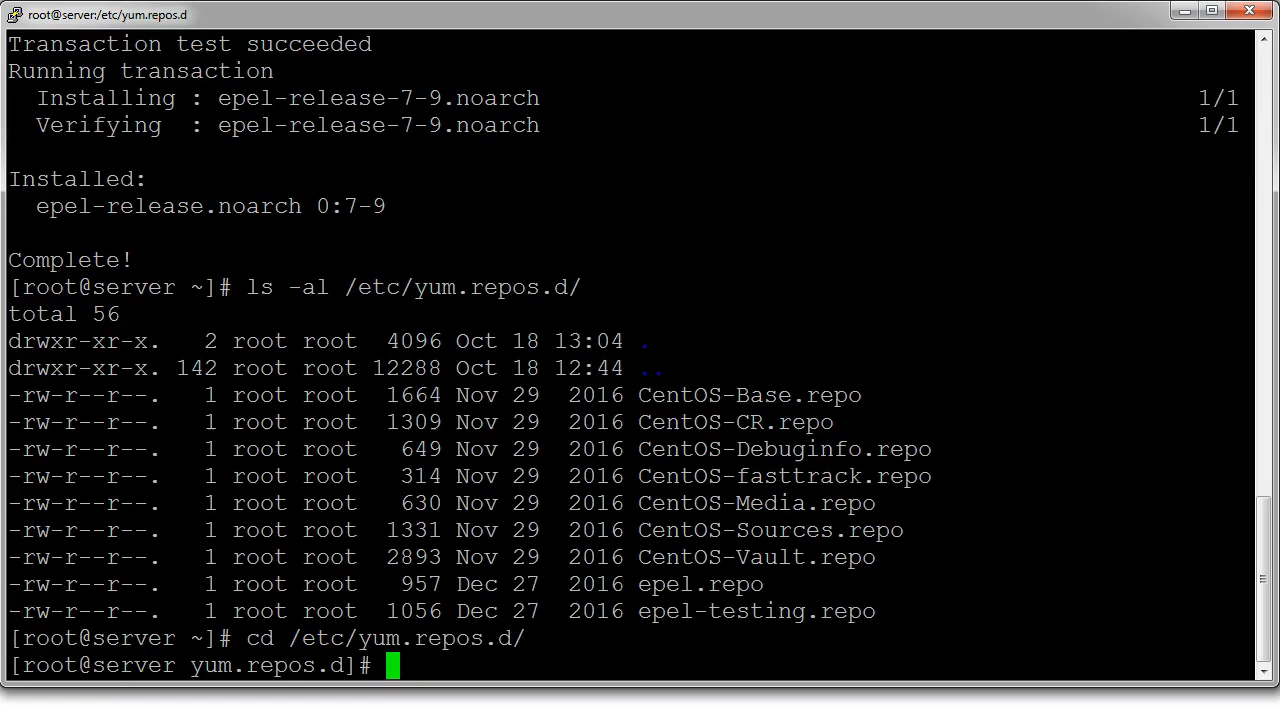 root@server:/etc/yum.repos.d
Transaction test succeeded
Running transaction
  Installing : epel-release-7-9.noarch                                               1/1
  Verifying  : epel-release-7-9.noarch                                               1/1

Installed:
  epel-release.noarch 0:7-9

Complete!
[root@server ~]# ls -al /etc/yum.repos.d/
total 56
drwxr-xr-x.   2 root root  4096 Oct 18 13:04 .
drwxr-xr-x. 142 root root 12288 Oct 18 12:44 ..
-rw-r--r--.   1 root root  1664 Nov 29  2016 CentOS-Base.repo
-rw-r--r--.   1 root root  1309 Nov 29  2016 CentOS-CR.repo
-rw-r--r--.   1 root root   649 Nov 29  2016 CentOS-Debuginfo.repo
-rw-r--r--.   1 root root   314 Nov 29  2016 CentOS-fasttrack.repo
-rw-r--r--.   1 root root   630 Nov 29  2016 CentOS-Media.repo
-rw-r--r--.   1 root root  1331 Nov 29  2016 CentOS-Sources.repo
-rw-r--r--.   1 root root  2893 Nov 29  2016 CentOS-Vault.repo
-rw-r--r--.   1 root root   957 Dec 27  2016 epel.repo
-rw-r--r--.   1 root root  1056 Dec 27  2016 epel-testing.repo
[root@server ~]# cd /etc/yum.repos.d/
[root@server yum.repos.d]#